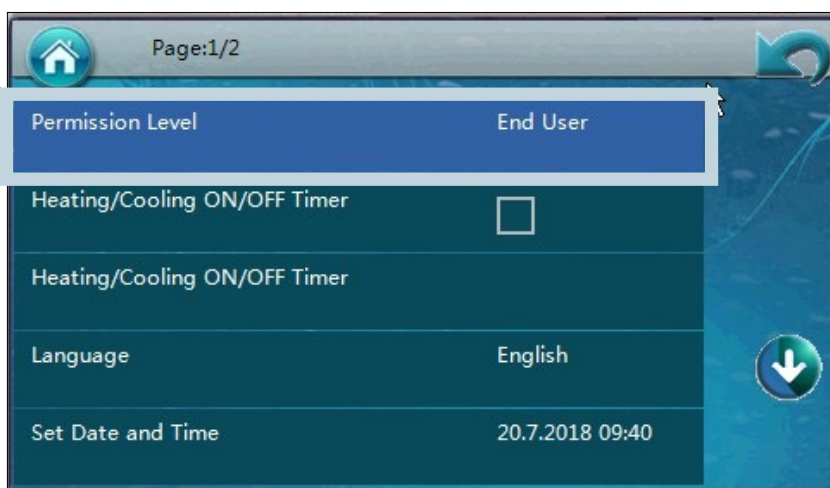 Page:1/2
Permission Level End User
Heating/Cooling ON/OFF Timer
Heating/Cooling ON/OFF Timer
Language English
Set Date and Time 20.7.2018 09:40